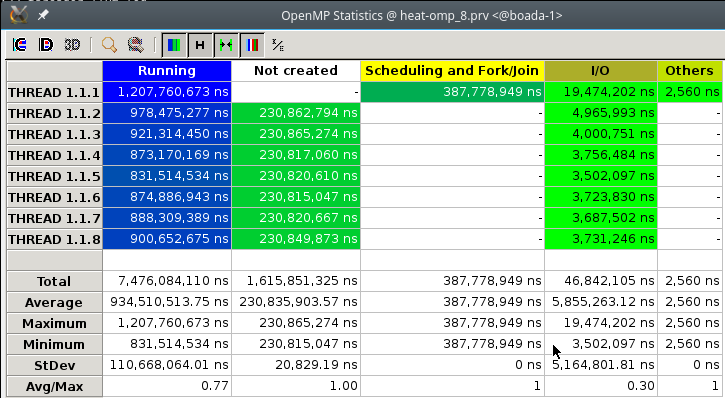 OpenMP Statistics @ heat-omp_8.prv <@boada-1>
3D H ½
Running Not created Scheduling and Fork/Join I/O Others
THREAD 1.1.1 1,207,760,673 ns - 387,778,949 ns 19,474,202 ns 2,560 ns
THREAD 1.1.2 978,475,277 ns 230,862,794 ns - 4,965,993 ns -
THREAD 1.1.3 921,314,450 ns 230,865,274 ns - 4,000,751 ns -
THREAD 1.1.4 873,170,169 ns 230,817,060 ns - 3,756,484 ns -
THREAD 1.1.5 831,514,534 ns 230,820,610 ns - 3,502,097 ns -
THREAD 1.1.6 874,886,943 ns 230,815,047 ns - 3,723,830 ns -
THREAD 1.1.7 888,309,389 ns 230,820,667 ns - 3,687,502 ns -
THREAD 1.1.8 900,652,675 ns 230,849,873 ns - 3,731,246 ns -
Total 7,476,084,110 ns 1,615,851,325 ns 387,778,949 ns 46,842,105 ns 2,560 ns
Average 934,510,513.75 ns 230,835,903.57 ns 387,778,949 ns 5,855,263.12 ns 2,560 ns
Maximum 1,207,760,673 ns 230,865,274 ns 387,778,949 ns 19,474,202 ns 2,560 ns
Minimum 831,514,534 ns 230,815,047 ns 387,778,949 ns 3,502,097 ns 2,560 ns
StDev 110,668,064.01 ns 20,829.19 ns 0 ns 5,164,801.81 ns 0 ns
Avg/Max 0.77 1.00 1 0.30 1